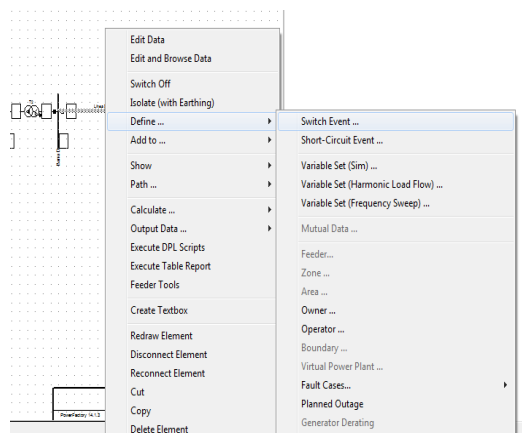 Edit Data
Edit and Browse Data
Switch Off
Isolate (with Earthing)
Define ...
Add to ...
Show
Path ...
Calculate ...
Output Data ...
Execute DPL Scripts
Execute Table Report
Feeder Tools
Create Textbox
Redraw Element
Disconnect Element
Reconnect Element
Cut
Copy
Delete Element
Switch Event ...
Short-Circuit Event ...
Variable Set (Sim) ...
Variable Set (Harmonic Load Flow) ...
Variable Set (Frequency Sweep) ...
Mutual Data ...
Feeder...
Zone ...
Area ...
Owner ...
Operator ...
Boundary ...
Virtual Power Plant ...
Fault Cases...
Planned Outage
Generator Derating
PowerFactory 14.1.3